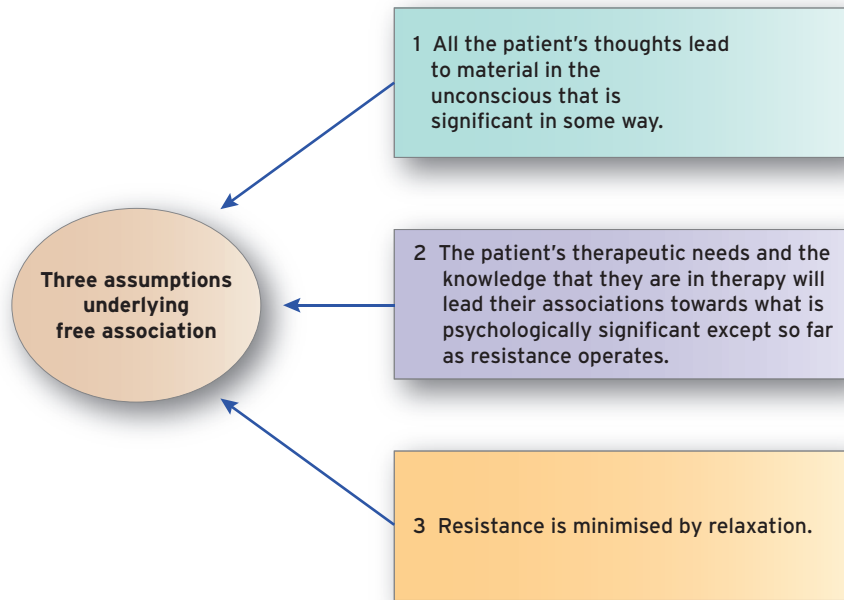 1 All the patient's thoughts lead
to material in the
unconscious that is
significant in some way.
Three assumptions
underlying
free association
2 The patient's therapeutic needs and the
knowledge that they are in therapy will
lead their associations towards what is
psychologically significant except so far
as resistance operates.
3 Resistance is minimised by relaxation.